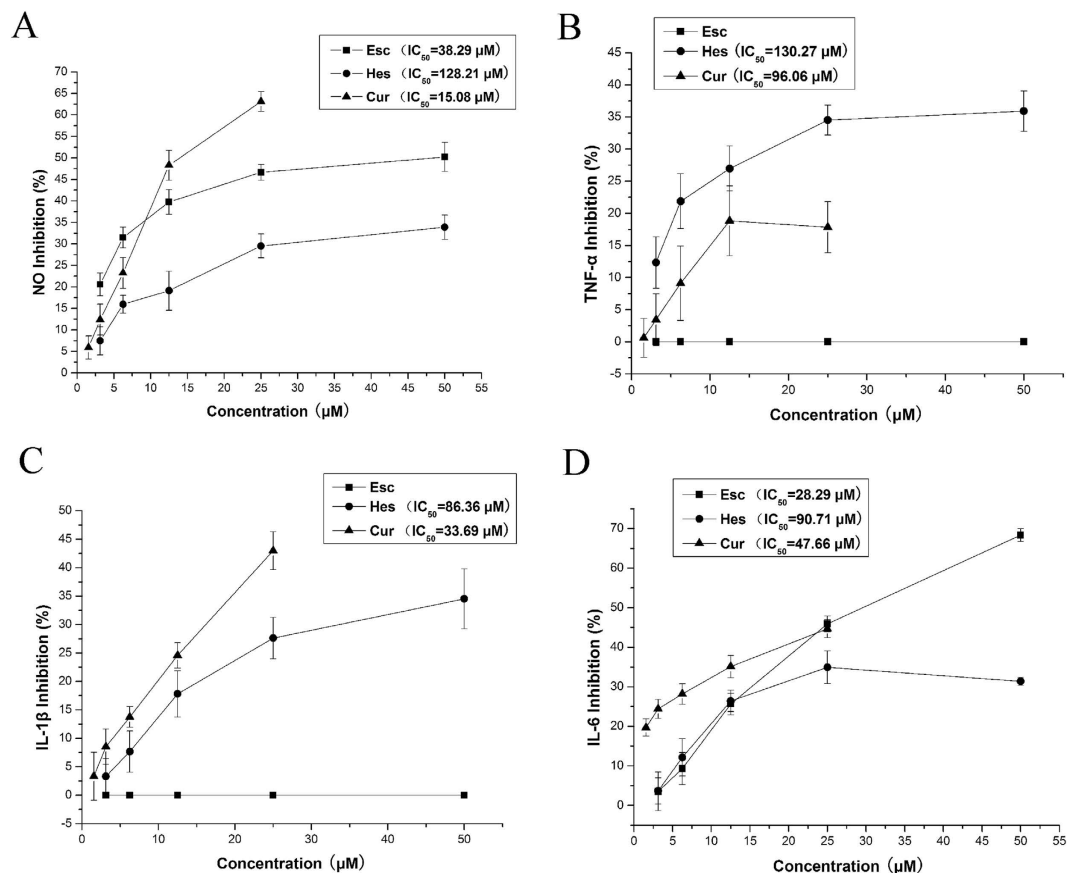 A
Esc (IC50=38.29 µM)
Hes (IC50=128.21 µM)
Cur (IC50=15.08 µM)
70
65
60
55
50
45
40
35
30
25
20
15
10
5
0
NO Inhibition (%)
0 5 10 15 20 25 30 35 40 45 50 55
Concentration (µM)
B
Esc
Hes (IC50=130.27 µM)
Cur (IC50=96.06 µM)
45
40
35
30
25
20
15
10
5
0
-5
TNF-α Inhibition (%)
0 10 20 30 40 50
Concentration (µM)
C
Esc
Hes (IC50=86.36 µM)
Cur (IC50=33.69 µM)
50
45
40
35
30
25
20
15
10
5
0
-5
IL-1β Inhibition (%)
0 10 20 30 40 50
Concentration (µM)
D
Esc (IC50=28.29 µM)
Hes (IC50=90.71 µM)
Cur (IC50=47.66 µM)
70
60
50
40
30
20
10
0
IL-6 Inhibition (%)
0 5 10 15 20 25 30 35 40 45 50 55
Concentration (µM)